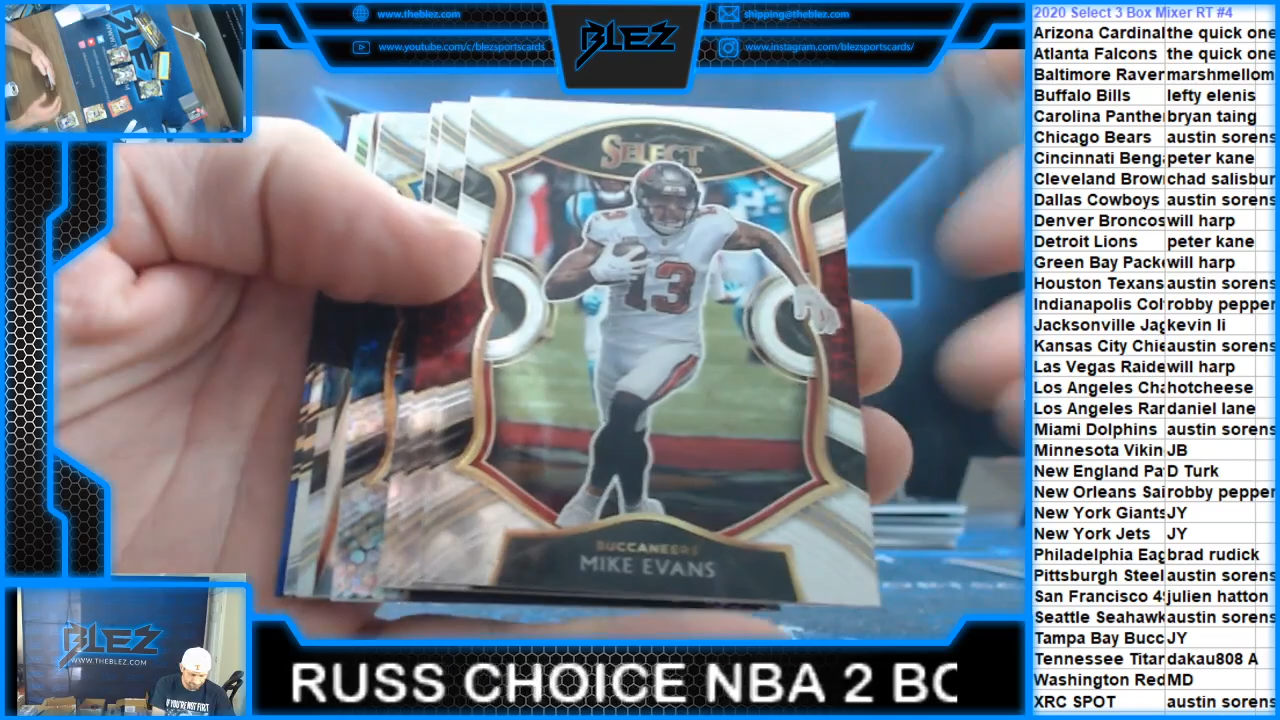 www.theblez.com
shipping@theblez.com
www.youtube.com/c/blezsportscards
www.instagram.com/blezsportscards/
BLEZ
SELECT
13
13
BUCCANEERS
MIKE EVANS
BLEZ
WWW.THEBLEZ.COM
RUSS CHOICE NBA 2 BO
2020 Select 3 Box Mixer RT #4
Arizona Cardinal the quick one
Atlanta Falcons the quick one
Baltimore Raver marshmellom
Buffalo Bills lefty elenis
Carolina Panthe bryan taing
Chicago Bears austin sorens
Cincinnati Beng peter kane
Cleveland Brow chad salisbur
Dallas Cowboys austin sorens
Denver Broncos will harp
Detroit Lions peter kane
Green Bay Pack will harp
Houston Texans austin sorens
Indianapolis Col robby pepper
Jacksonville Jag kevin li
Kansas City Chie austin sorens
Las Vegas Raide will harp
Los Angeles Cha hotcheese
Los Angeles Ran daniel lane
Miami Dolphins austin sorens
Minnesota Vikin JB
New England Pa D Turk
New Orleans Sai robby pepper
New York Giants JY
New York Jets JY
Philadelphia Eag brad rudick
Pittsburgh Steel austin sorens
San Francisco 4 julien hatton
Seattle Seahawk austin sorens
Tampa Bay Bucc JY
Tennessee Titar dakau808 A
Washington Red MD
XRC SPOT austin sorens